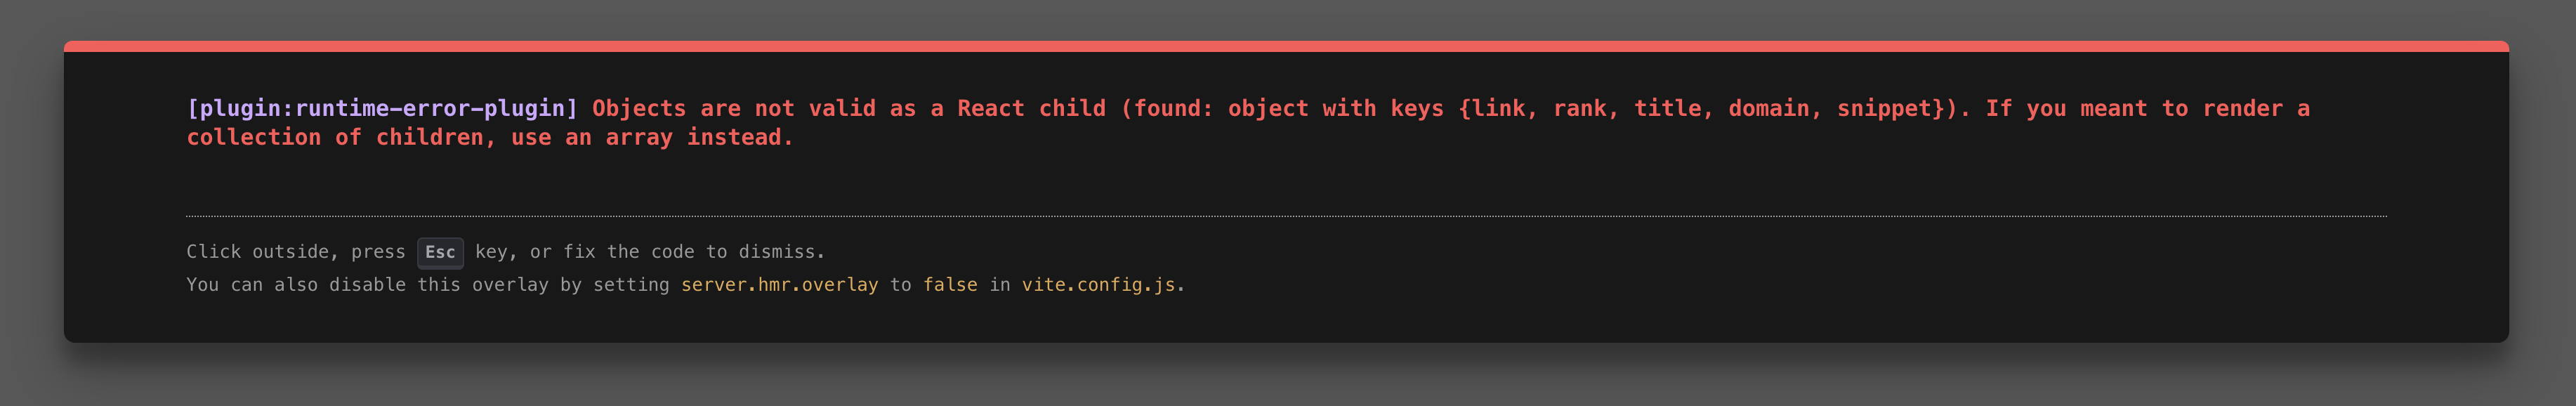 [plugin:runtime-error-plugin] Objects are not valid as a React child (found: object with keys {link, rank, title, domain, snippet}). If you meant to render a
collection of children, use an array instead.
Click outside, press Esc key, or fix the code to dismiss.
You can also disable this overlay by setting server.hmr.overlay to false in vite.config.js.